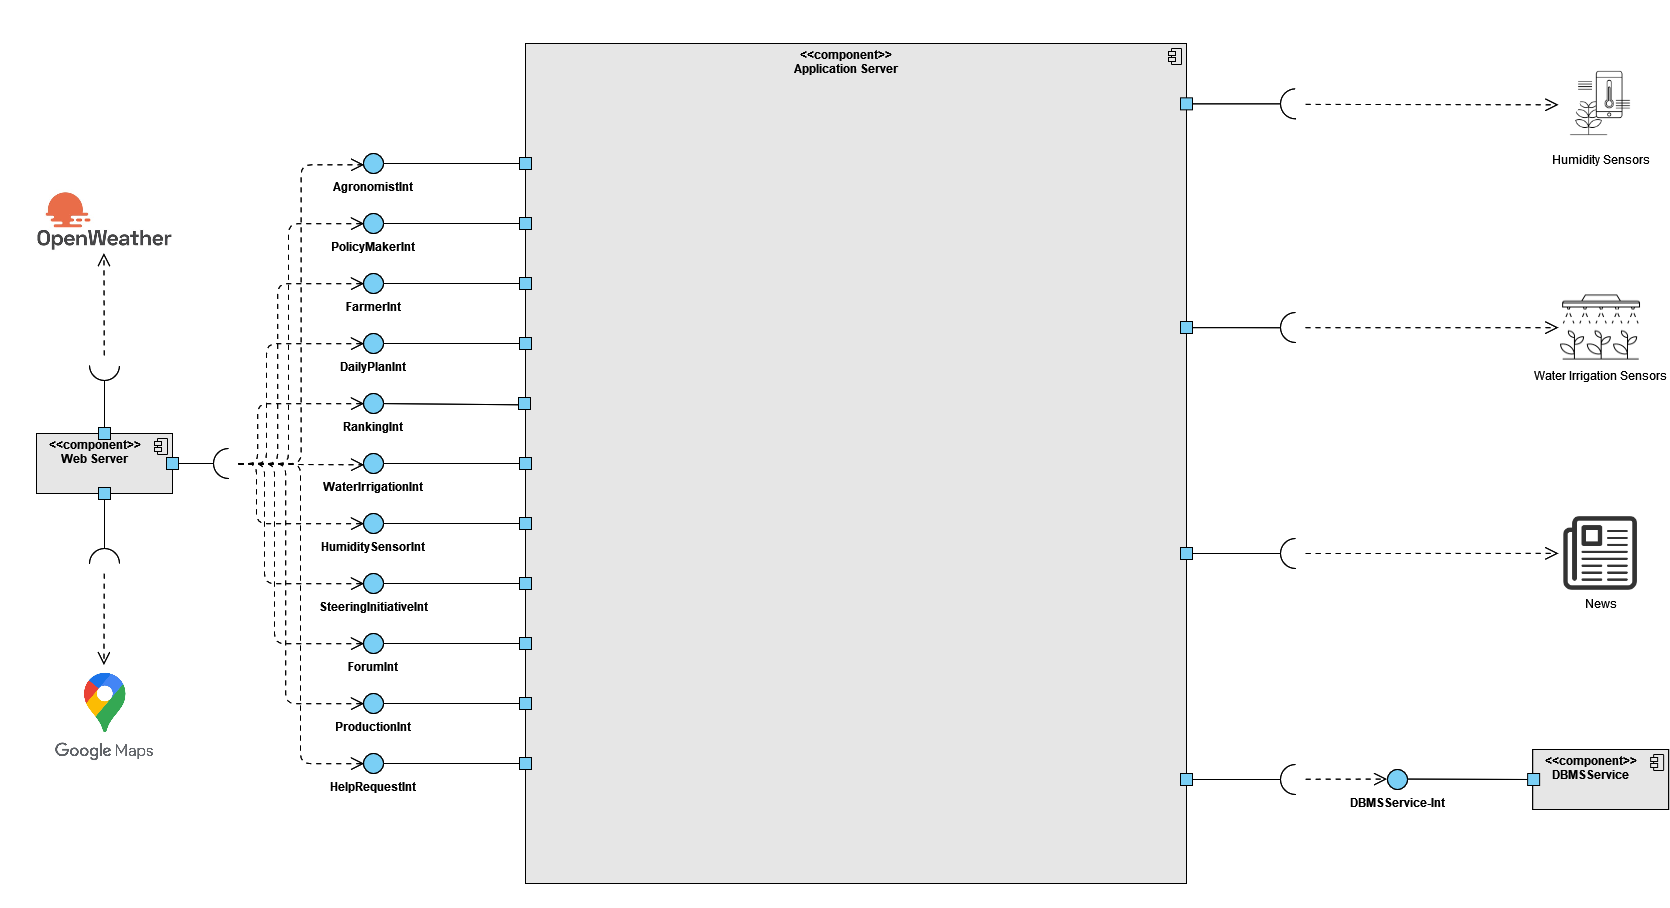 <<component>>
Application Server
Humidity Sensors
AgronomistInt
OpenWeather
PolicyMakerInt
FarmerInt
DailyPlanInt
Water Irrigation Sensors
RankingInt
<<component>>
Web Server
WaterIrrigationInt
HumiditySensorInt
SteeringInitiativeInt
News
ForumInt
ProductionInt
Google Maps
HelpRequestInt
<<component>>
DBMSService
DBMSService-Int